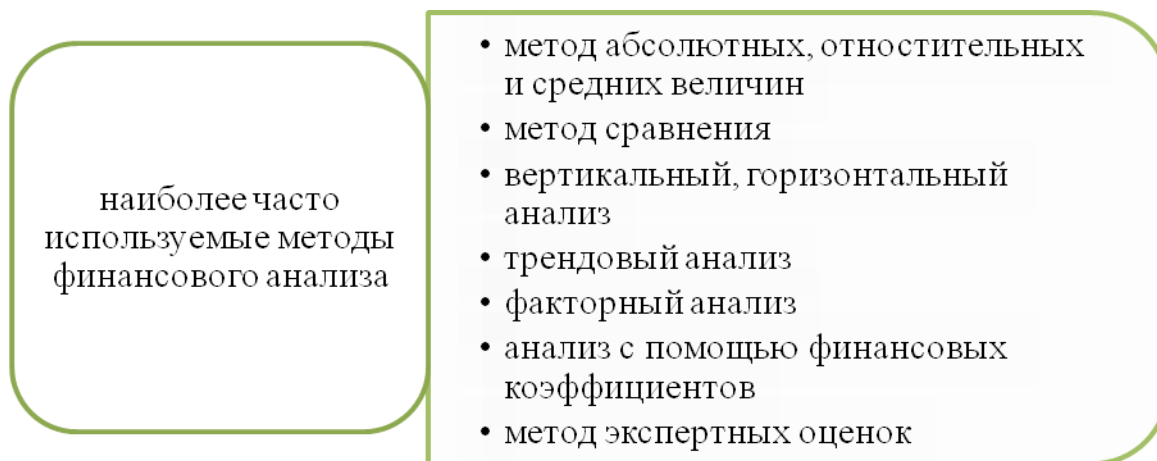 наиболее часто
используемые методы
финансового анализа
• метод абсолютных, отностительных
и средних величин
• метод сравнения
• вертикальный, горизонтальный
анализ
• трендовый анализ
• факторный анализ
• анализ с помощью финансовых
коэффициентов
• метод экспертных оценок